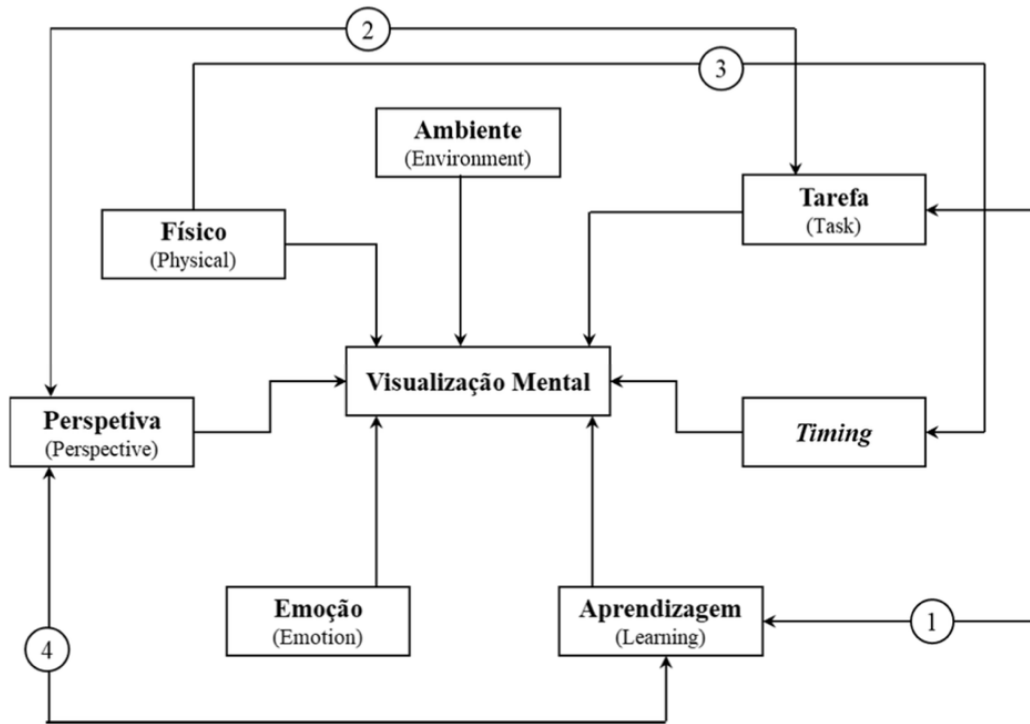 2
3
Ambiente
(Environment)
Tarefa
(Task)
Físico
(Physical)
Visualização Mental
Perspetiva
(Perspective)
Timing
Emoção
(Emotion)
Aprendizagem
(Learning)
1
4